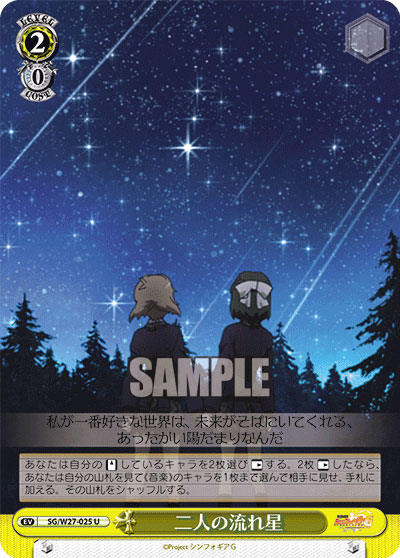 LEVEL
2
0
COST
SAMPLE
私が一番好きな世界は、未来がそばにいてくれる、
あったかい陽だまりなんだ
あなたは自分の しているキャラを2枚選び する。2枚 したなら、
あなたは自分の山札を見て《音楽》のキャラを1枚まで選んで相手に見せ、手札に
加える。その山札をシャッフルする。
EV SG/W27-025 U 二人の流れ星
©Project シンフォギアG